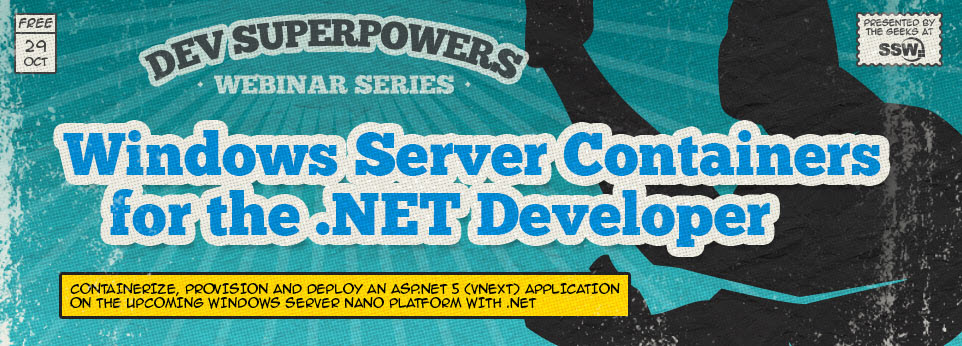 FREE
29
OCT
DEV SUPERPOWERS
· WEBINAR SERIES ·
PRESENTED BY
THE GEEKS AT
SSW
Windows Server Containers
for the .NET Developer
CONTAINERIZE, PROVISION AND DEPLOY AN ASP.NET 5 (VNEXT) APPLICATION
ON THE UPCOMING WINDOWS SERVER NANO PLATFORM WITH .NET